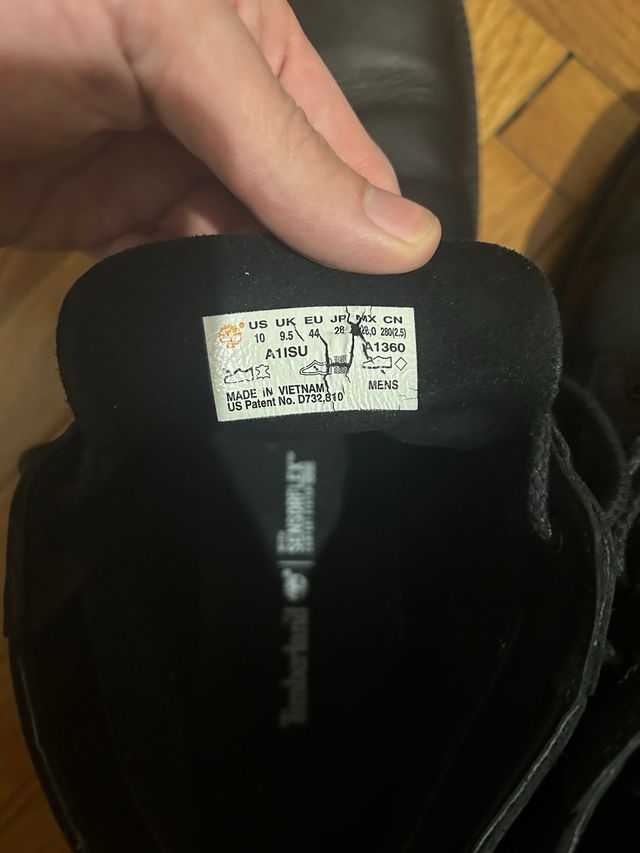 US UK EU JP MX CN
10 9.5 44 28 28,0 280(2.5)
A1ISU A1360
MADE IN VIETNAM MENS
US Patent No. D732,810
SENSORFLEX™
Timberland